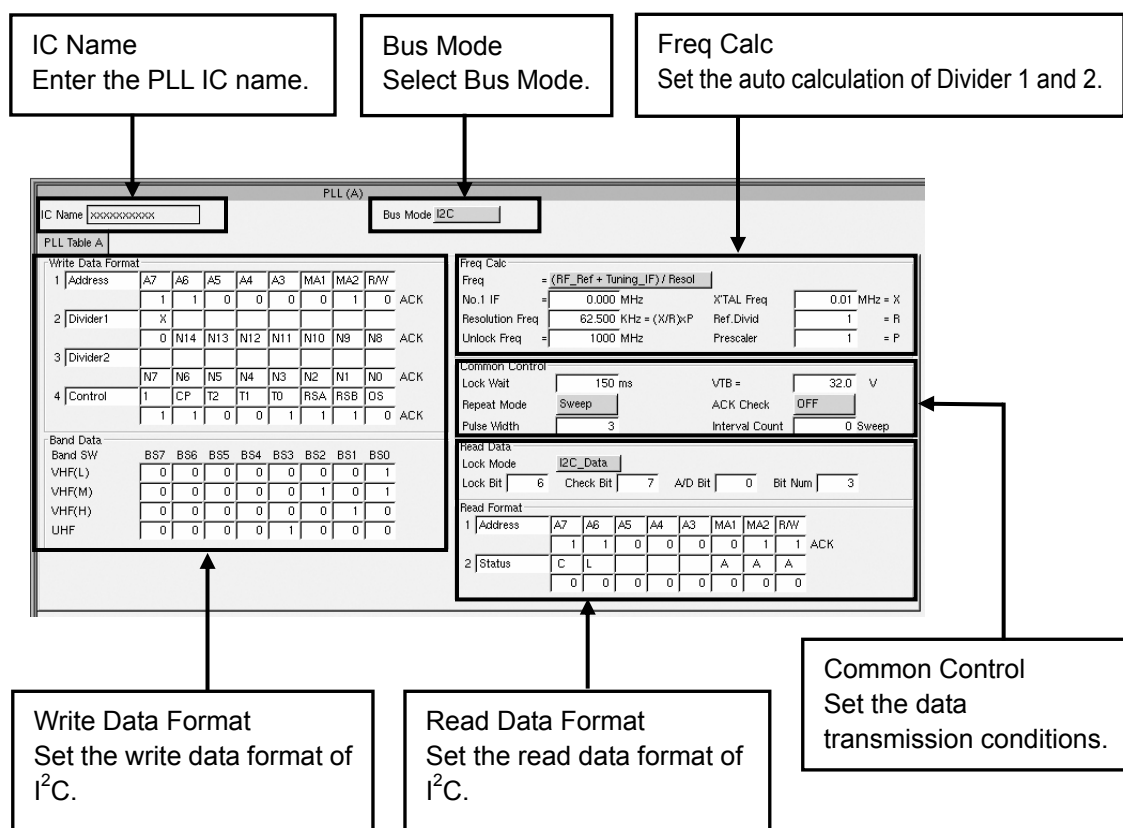 IC Name
Enter the PLL IC name.
Bus Mode
Select Bus Mode.
Freq Calc
Set the auto calculation of Divider 1 and 2.
PLL (A)
IC Name xxxxxxxxxx
Bus Mode I2C
PLL Table A
Write Data Format
1 Address A7 A6 A5 A4 A3 MA1 MA2 R/W
1 1 0 0 0 0 1 0 ACK
2 Divider1 X
0 N14 N13 N12 N11 N10 N9 N8 ACK
3 Divider2
N7 N6 N5 N4 N3 N2 N1 N0 ACK
4 Control 1 CP T2 T1 T0 RSA RSB OS
1 1 0 0 1 1 1 0 ACK
Band Data
Band SW BS7 BS6 BS5 BS4 BS3 BS2 BS1 BS0
VHF(L) 0 0 0 0 0 0 0 1
VHF(M) 0 0 0 0 0 1 0 1
VHF(H) 0 0 0 0 0 0 1 0
UHF 0 0 0 0 1 0 0 0
Freq Calc
Freq = (RF_Ref + Tuning_IF) / Resol
No.1 IF = 0.000 MHz X'TAL Freq 0.01 MHz = X
Resolution Freq 62.500 KHz = (X/R)xP Ref.Divid 1 = R
Unlock Freq = 1000 MHz Prescaler 1 = P
Common Control
Lock Wait 150 ms VTB = 32.0 V
Repeat Mode Sweep ACK Check OFF
Pulse Width 3 Interval Count 0 Sweep
Read Data
Lock Mode I2C_Data
Lock Bit 6 Check Bit 7 A/D Bit 0 Bit Num 3
Read Format
1 Address A7 A6 A5 A4 A3 MA1 MA2 R/W
1 1 0 0 0 0 1 1 ACK
2 Status C L A A A
0 0 0 0 0 0 0 0
Write Data Format
Set the write data format of
I²C.
Read Data Format
Set the read data format of
I²C.
Common Control
Set the data
transmission conditions.